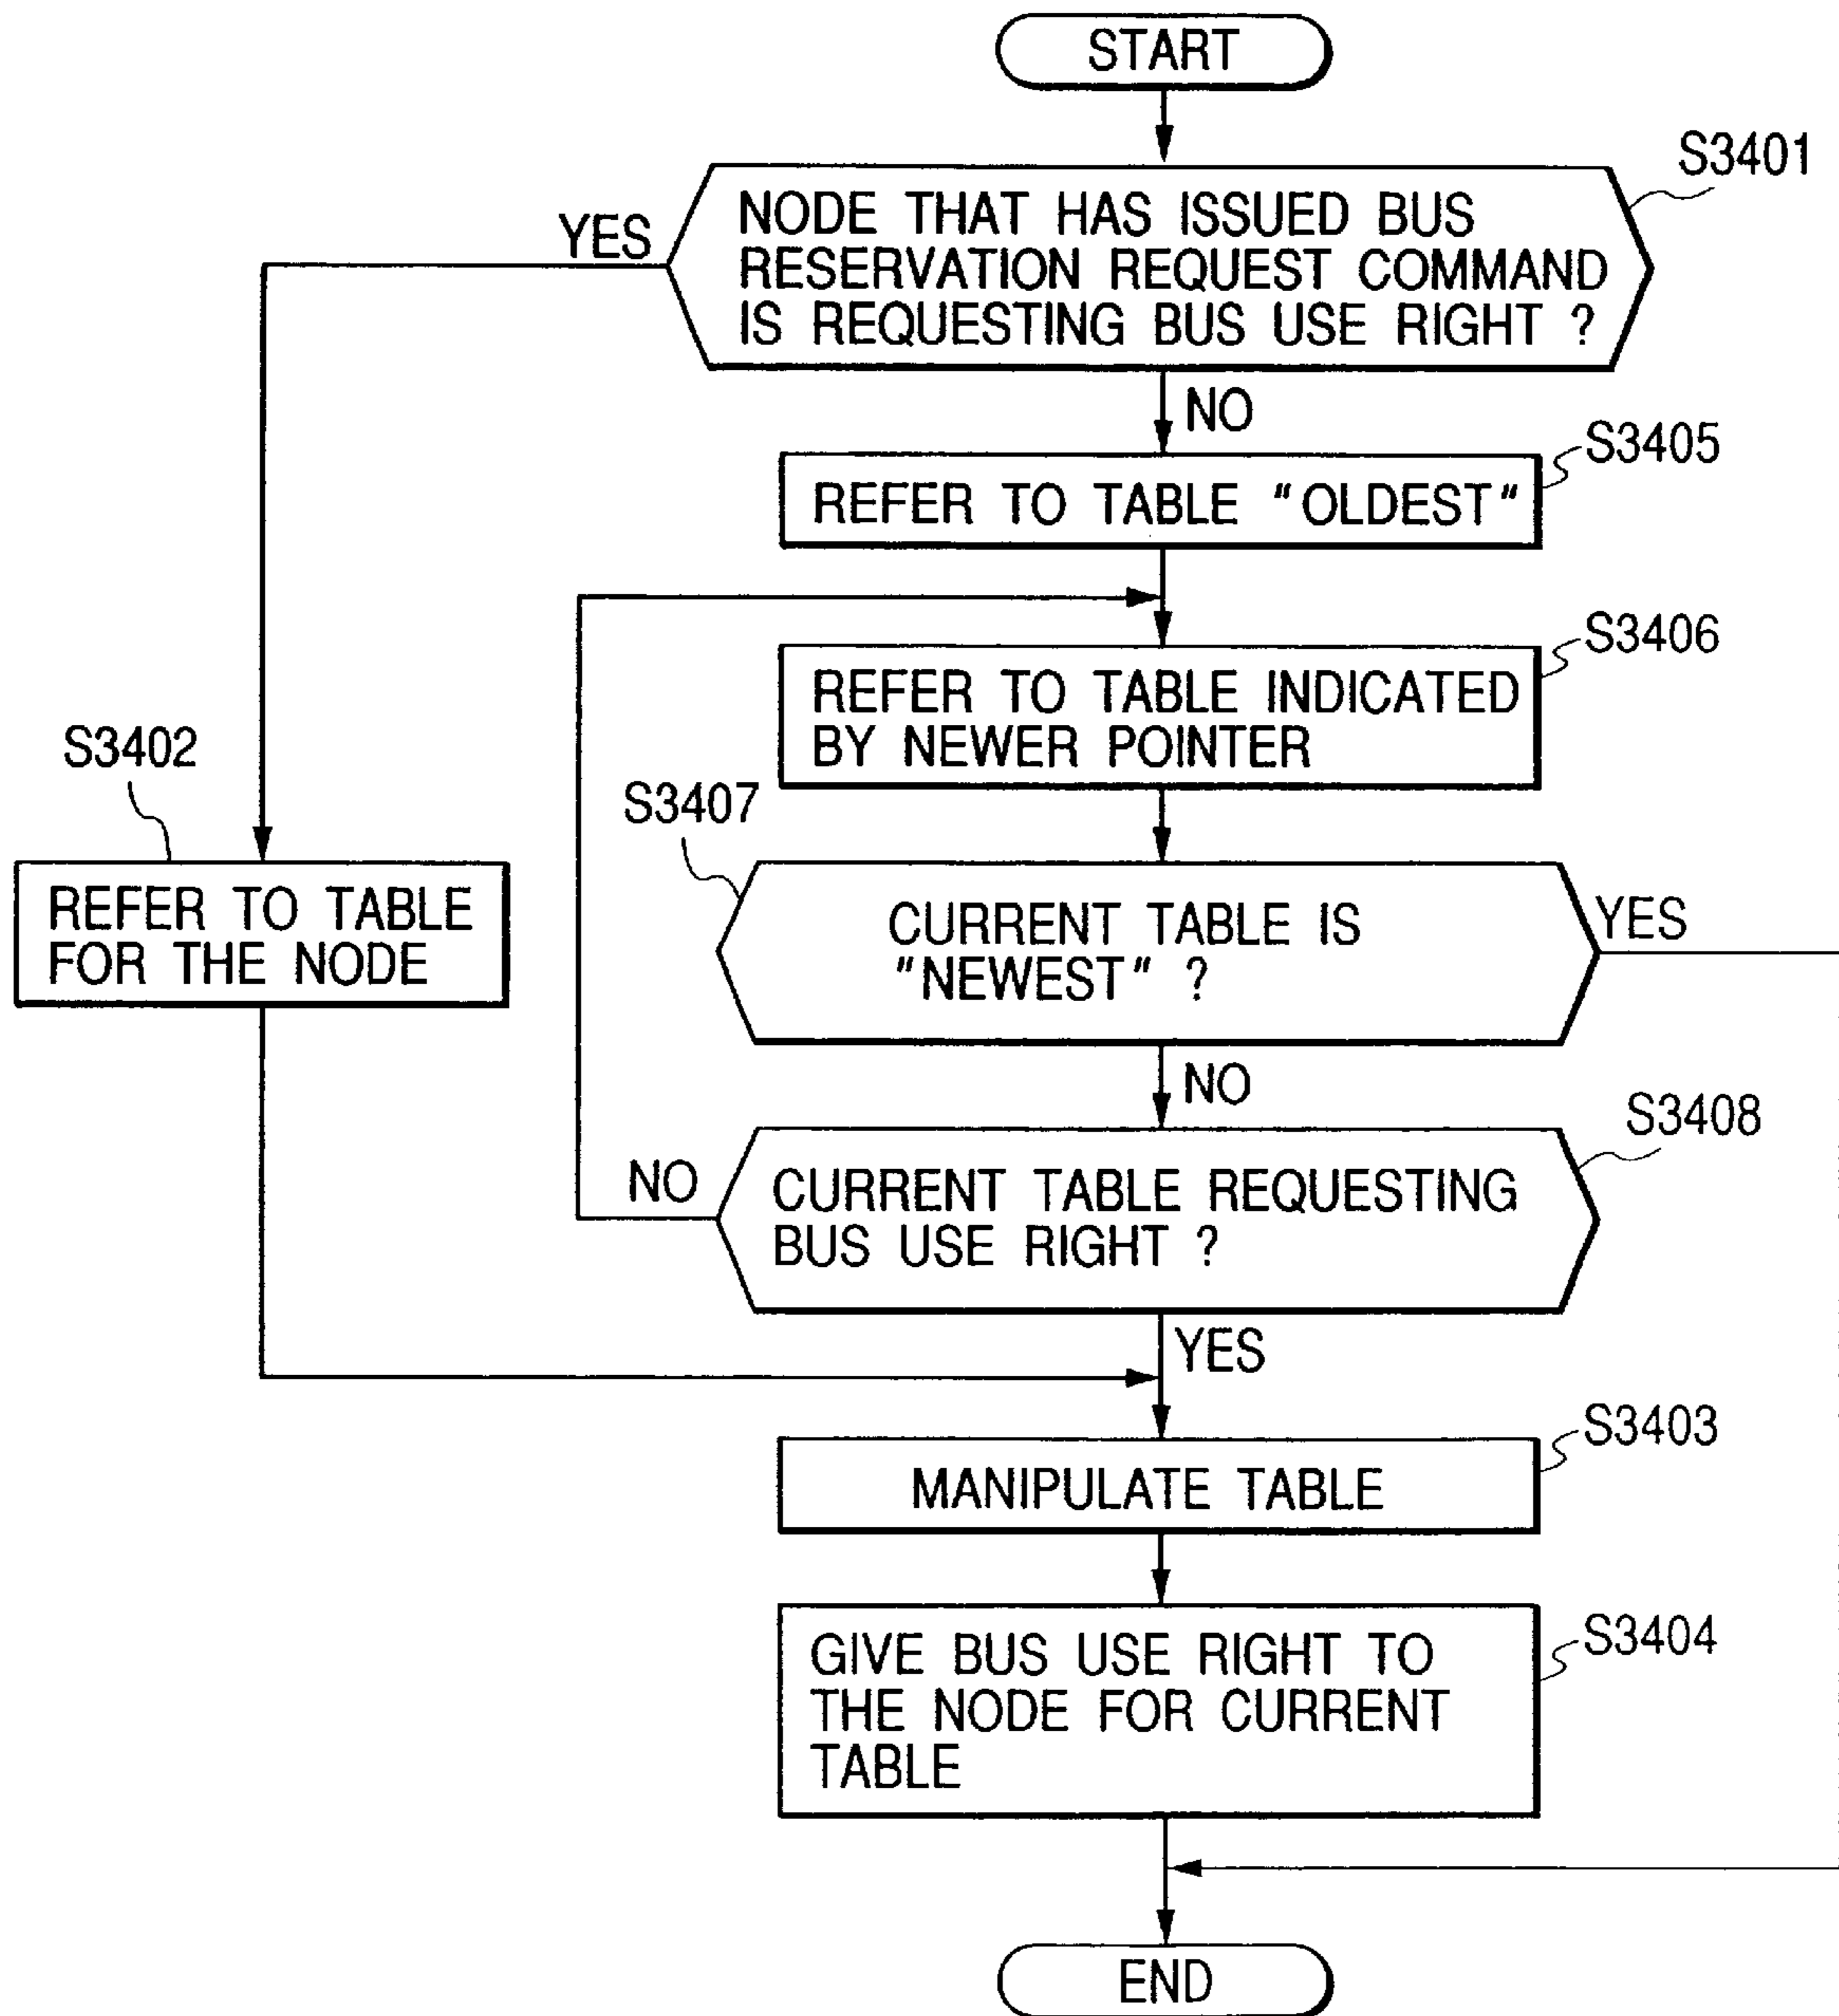 START
S3401
NODE THAT HAS ISSUED BUS
RESERVATION REQUEST COMMAND
IS REQUESTING BUS USE RIGHT ?
YES
NO
S3405
REFER TO TABLE "OLDEST"
S3406
REFER TO TABLE INDICATED
BY NEWER POINTER
S3402
REFER TO TABLE
FOR THE NODE
S3407
CURRENT TABLE IS
"NEWEST" ?
YES
NO
S3408
CURRENT TABLE REQUESTING
BUS USE RIGHT ?
NO
YES
S3403
MANIPULATE TABLE
S3404
GIVE BUS USE RIGHT TO
THE NODE FOR CURRENT
TABLE
END